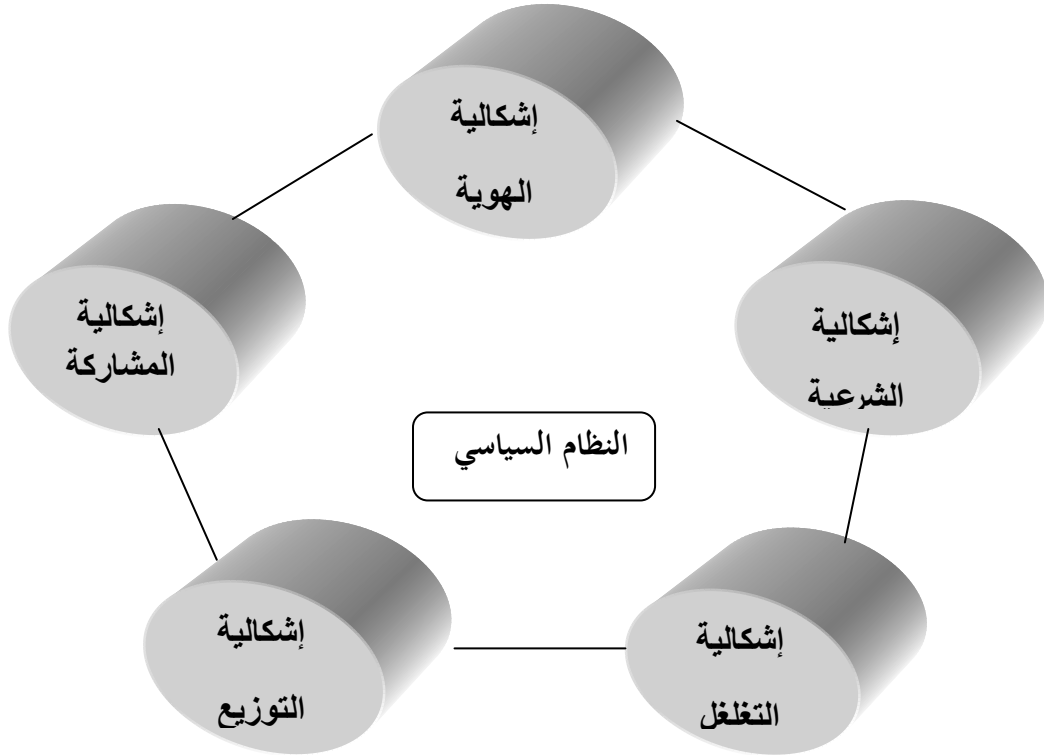 إشكالية
الهوية
إشكالية
الشرعية
إشكالية
المشاركة
النظام السياسي
إشكالية
التغلغل
إشكالية
التوزيع